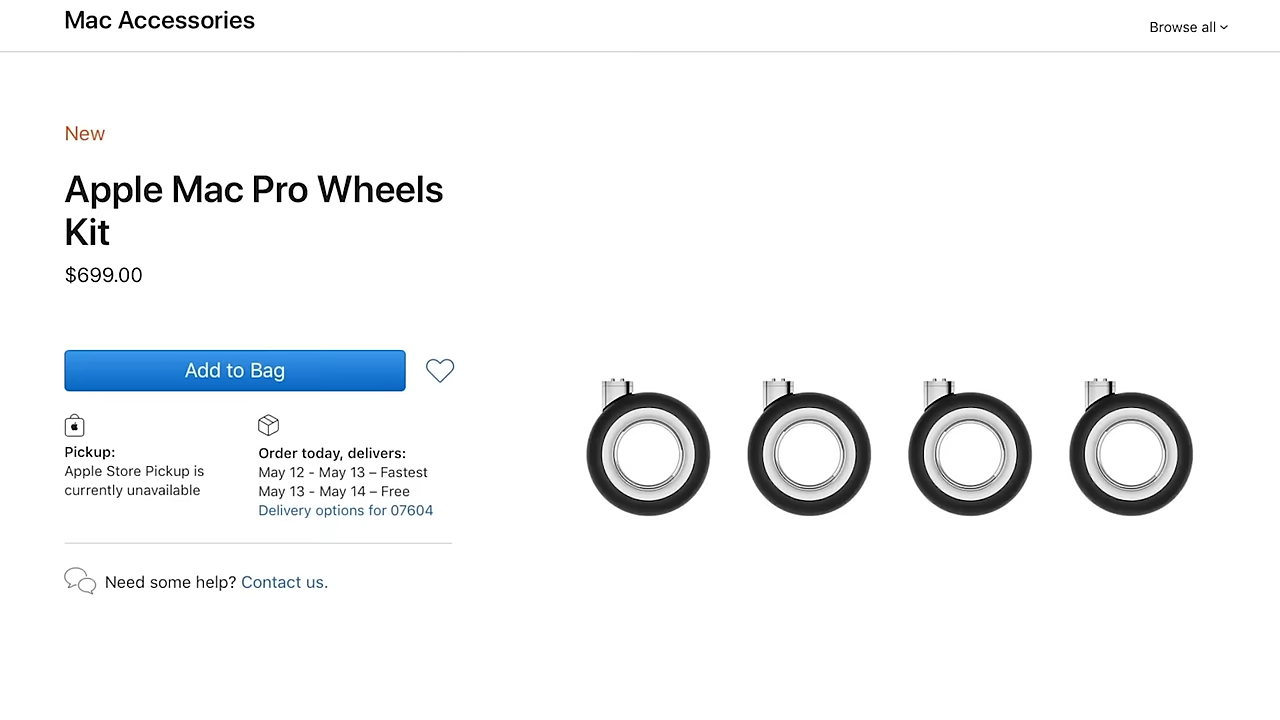 Mac Accessories
Browse all
New
Apple Mac Pro Wheels
Kit
$699.00
Add to Bag
Pickup:
Apple Store Pickup is
currently unavailable
Order today, delivers:
May 12 - May 13 – Fastest
May 13 - May 14 – Free
Delivery options for 07604
Need some help? Contact us.